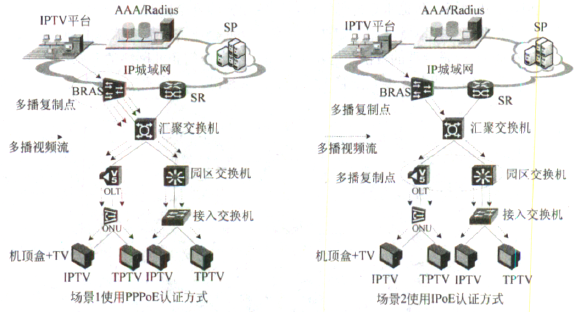 IPTV平台
AAA/Radius
SP
IP城域网
BRAS
SR
多播复制点
汇聚交换机
多播视频流
OLT
园区交换机
ONU
接入交换机
机顶盒+TV
IPTV
TPTV
IPTV
TPTV
场景1使用PPPoE认证方式
IPTV平台
AAA/Radius
SP
IP城域网
BRAS
SR
多播复制点
汇聚交换机
多播视频流
多播复制点
OLT
园区交换机
ONU
接入交换机
机顶盒+TV
IPTV
TPTV
IPTV
TPTV
场景2使用IPoE认证方式